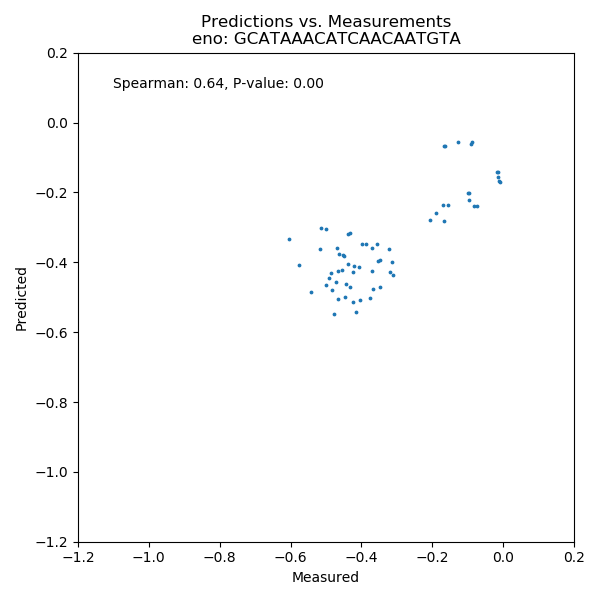 Predictions vs. Measurements
eno: GCATAAACATCAACAATGTA
0.2
Spearman: 0.64, P-value: 0.00
0.0
−0.2
−0.4
Predicted
−0.6
−0.8
−1.0
−1.2
−1.2 −1.0 −0.8 −0.6 −0.4 −0.2 0.0 0.2
Measured